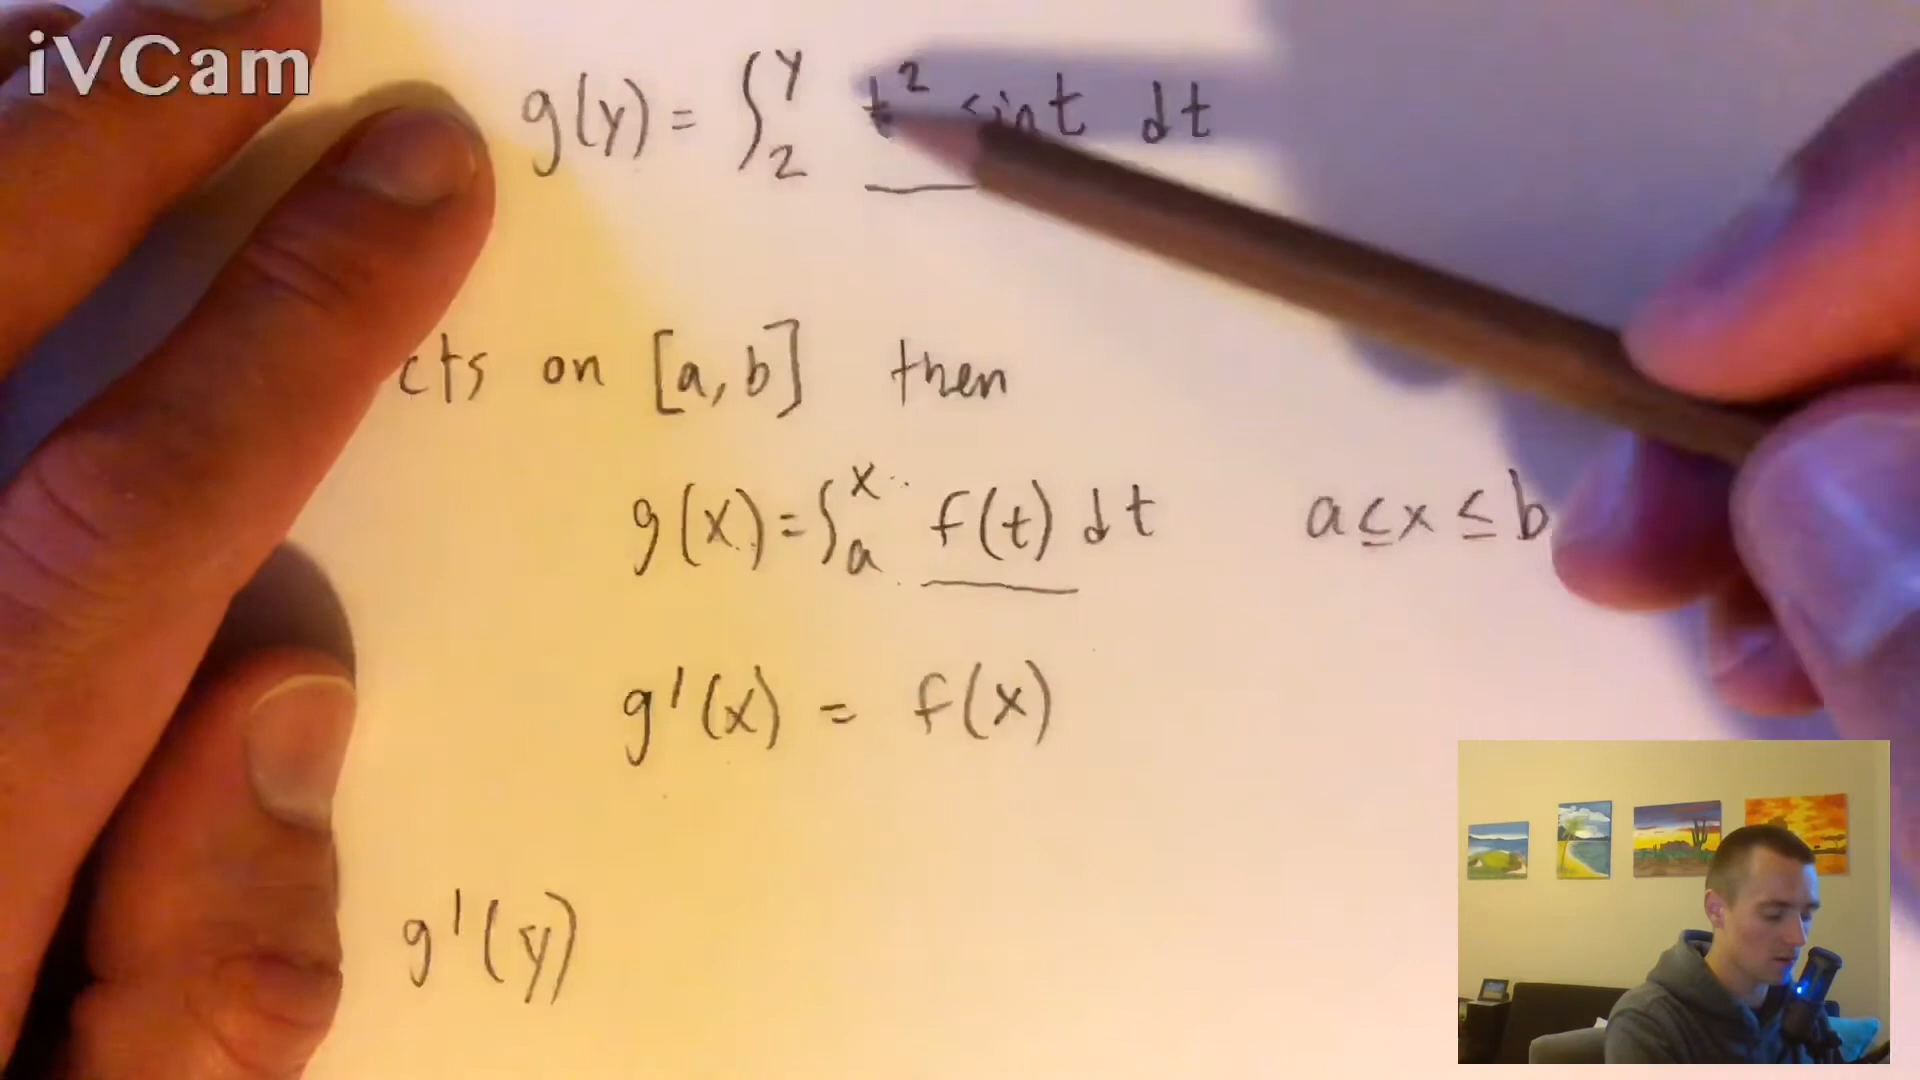 iVCam
g(y) = ∫₂ʸ t² sin t dt
cts on [a, b] then
g(x) = ∫ₐˣ f(t) dt a ≤ x ≤ b
g'(x) = f(x)
g'(y)